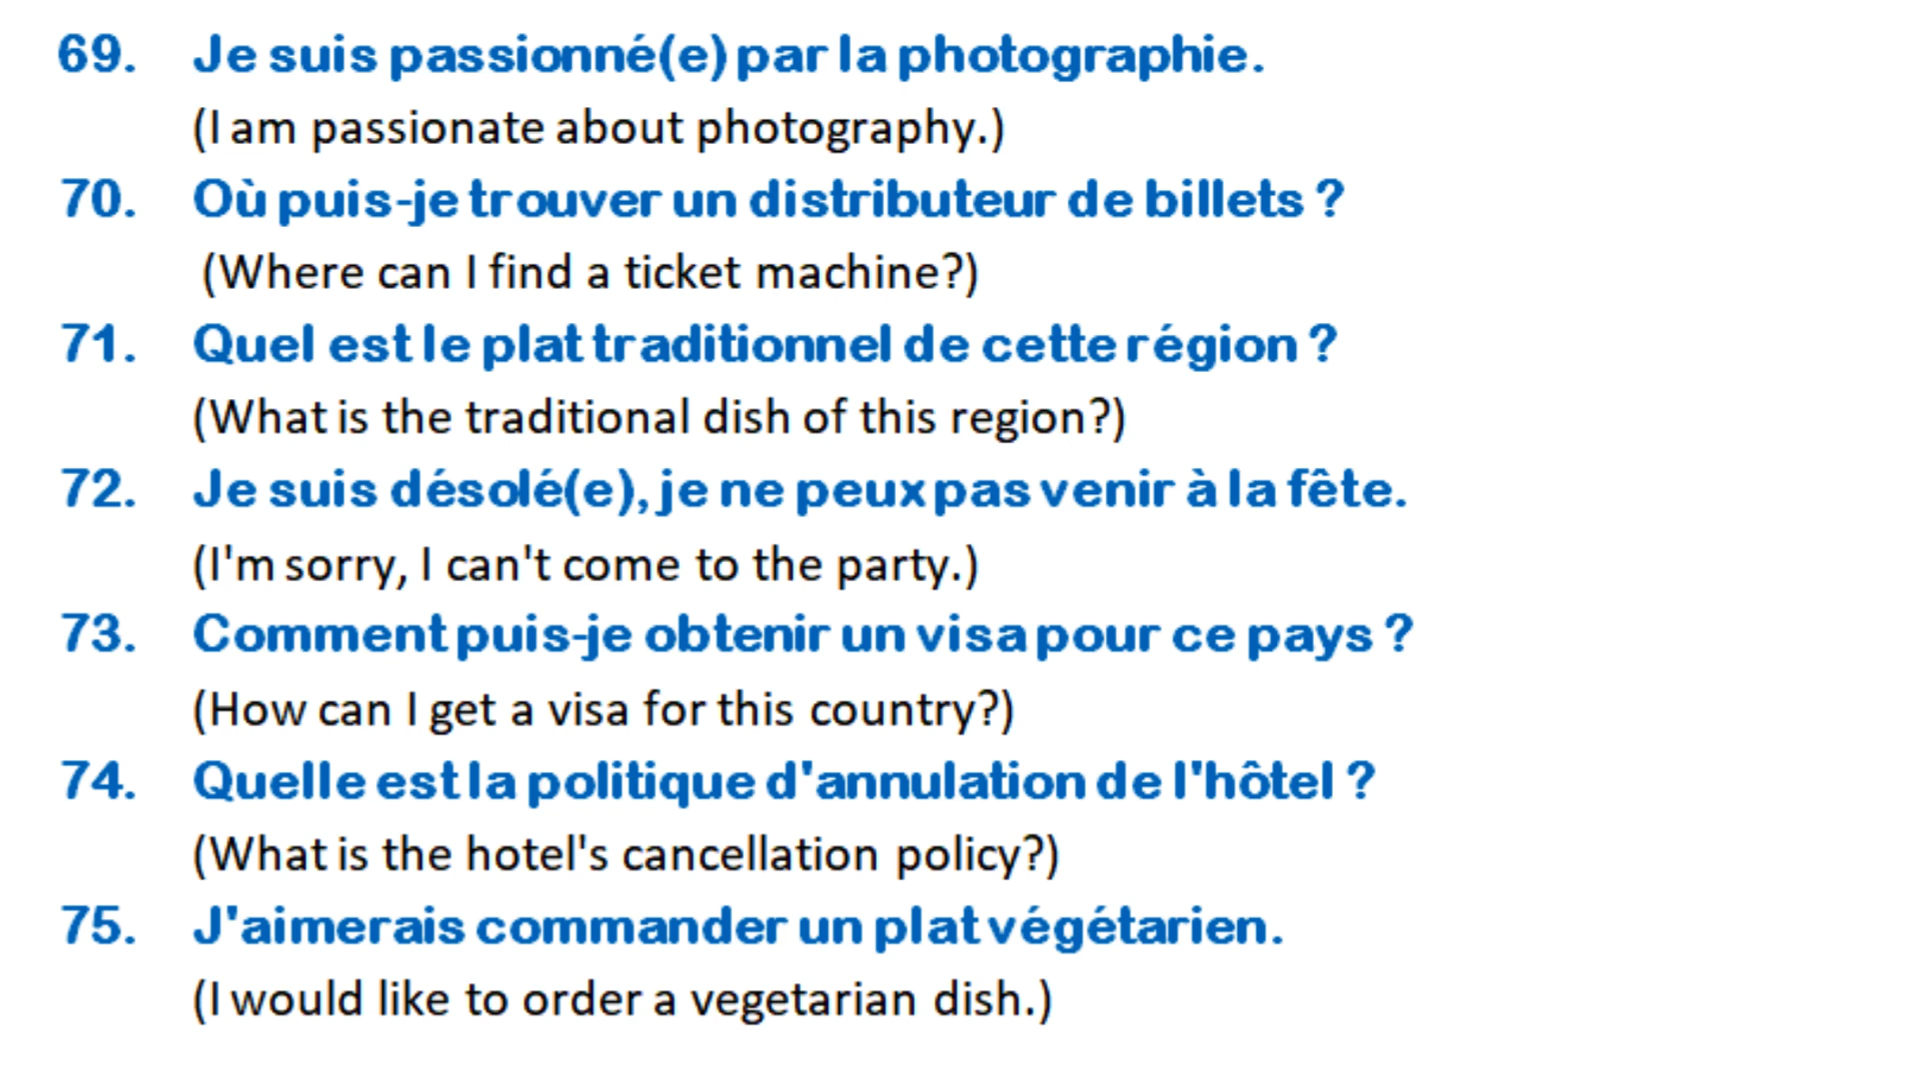 69. Je suis passionné(e) par la photographie.
(I am passionate about photography.)
70. Où puis-je trouver un distributeur de billets ?
(Where can I find a ticket machine?)
71. Quel est le plat traditionnel de cette région ?
(What is the traditional dish of this region?)
72. Je suis désolé(e), je ne peux pas venir à la fête.
(I'm sorry, I can't come to the party.)
73. Comment puis-je obtenir un visa pour ce pays ?
(How can I get a visa for this country?)
74. Quelle est la politique d'annulation de l'hôtel ?
(What is the hotel's cancellation policy?)
75. J'aimerais commander un plat végétarien.
(I would like to order a vegetarian dish.)